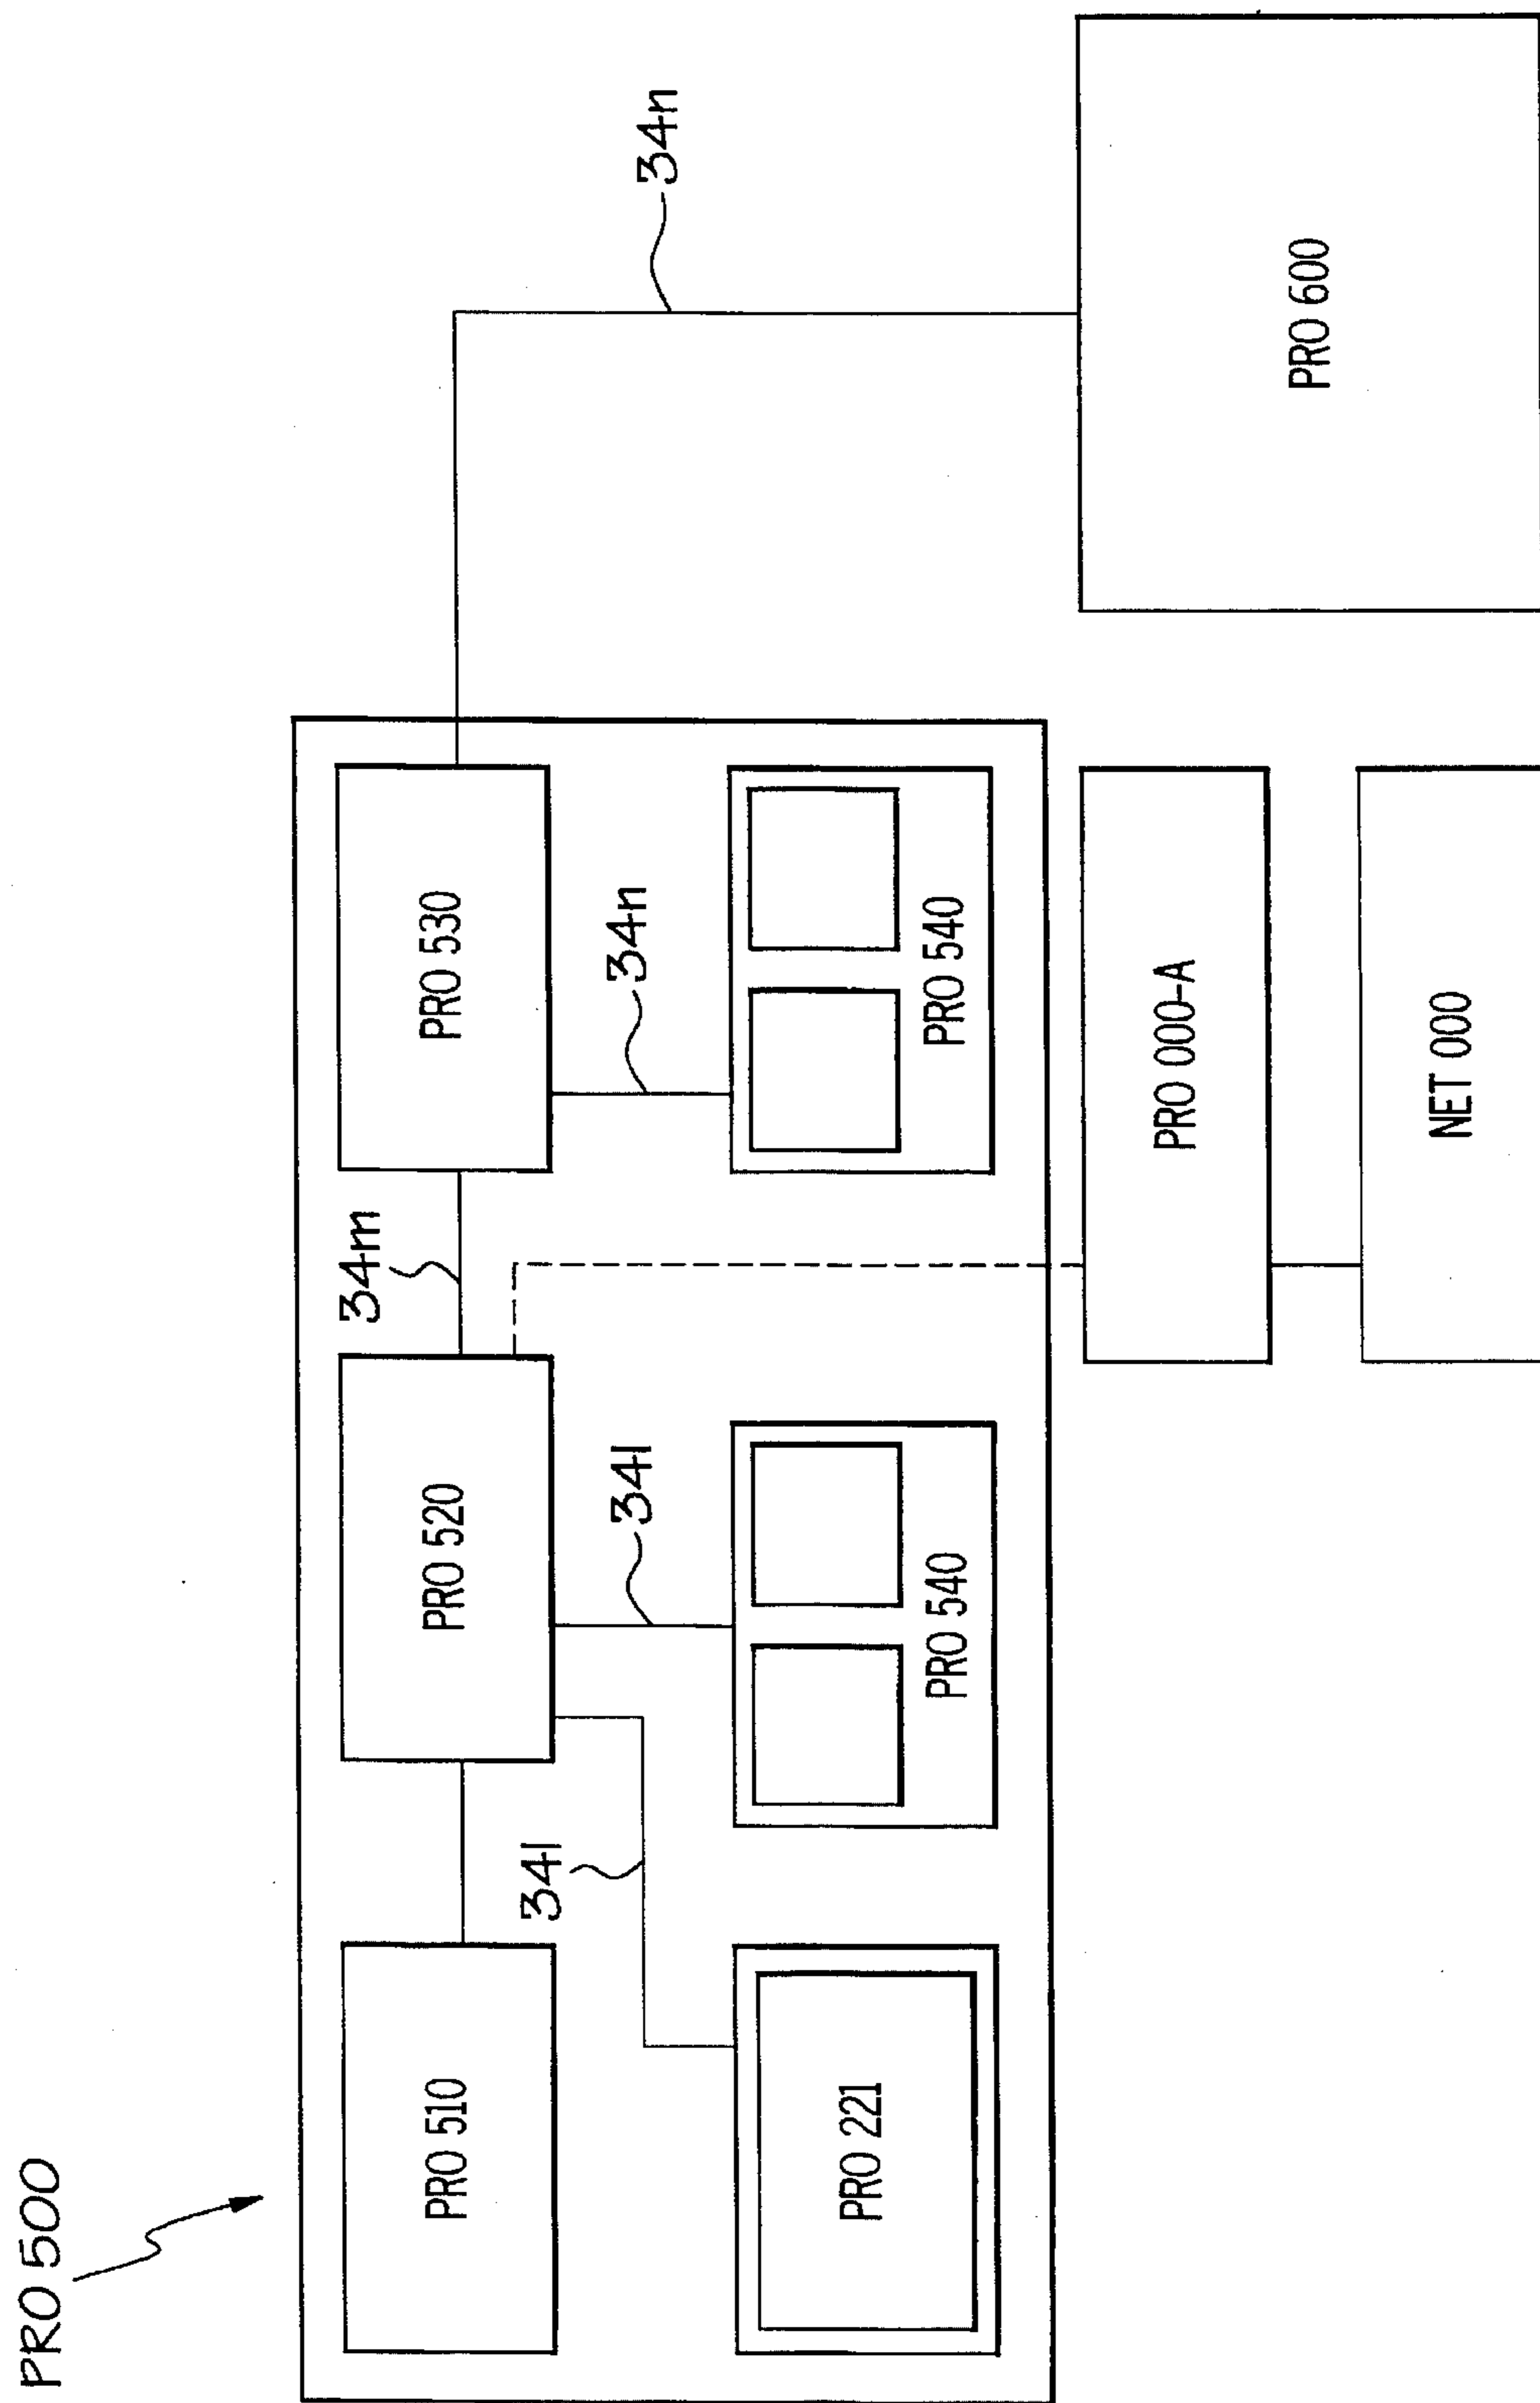 PRO 500
PRO 510
PRO 520
34m
PRO 530
34n
34l
34l
34n
PRO 221
PRO 540
PRO 540
PRO 000-A
PRO 600
NET 000